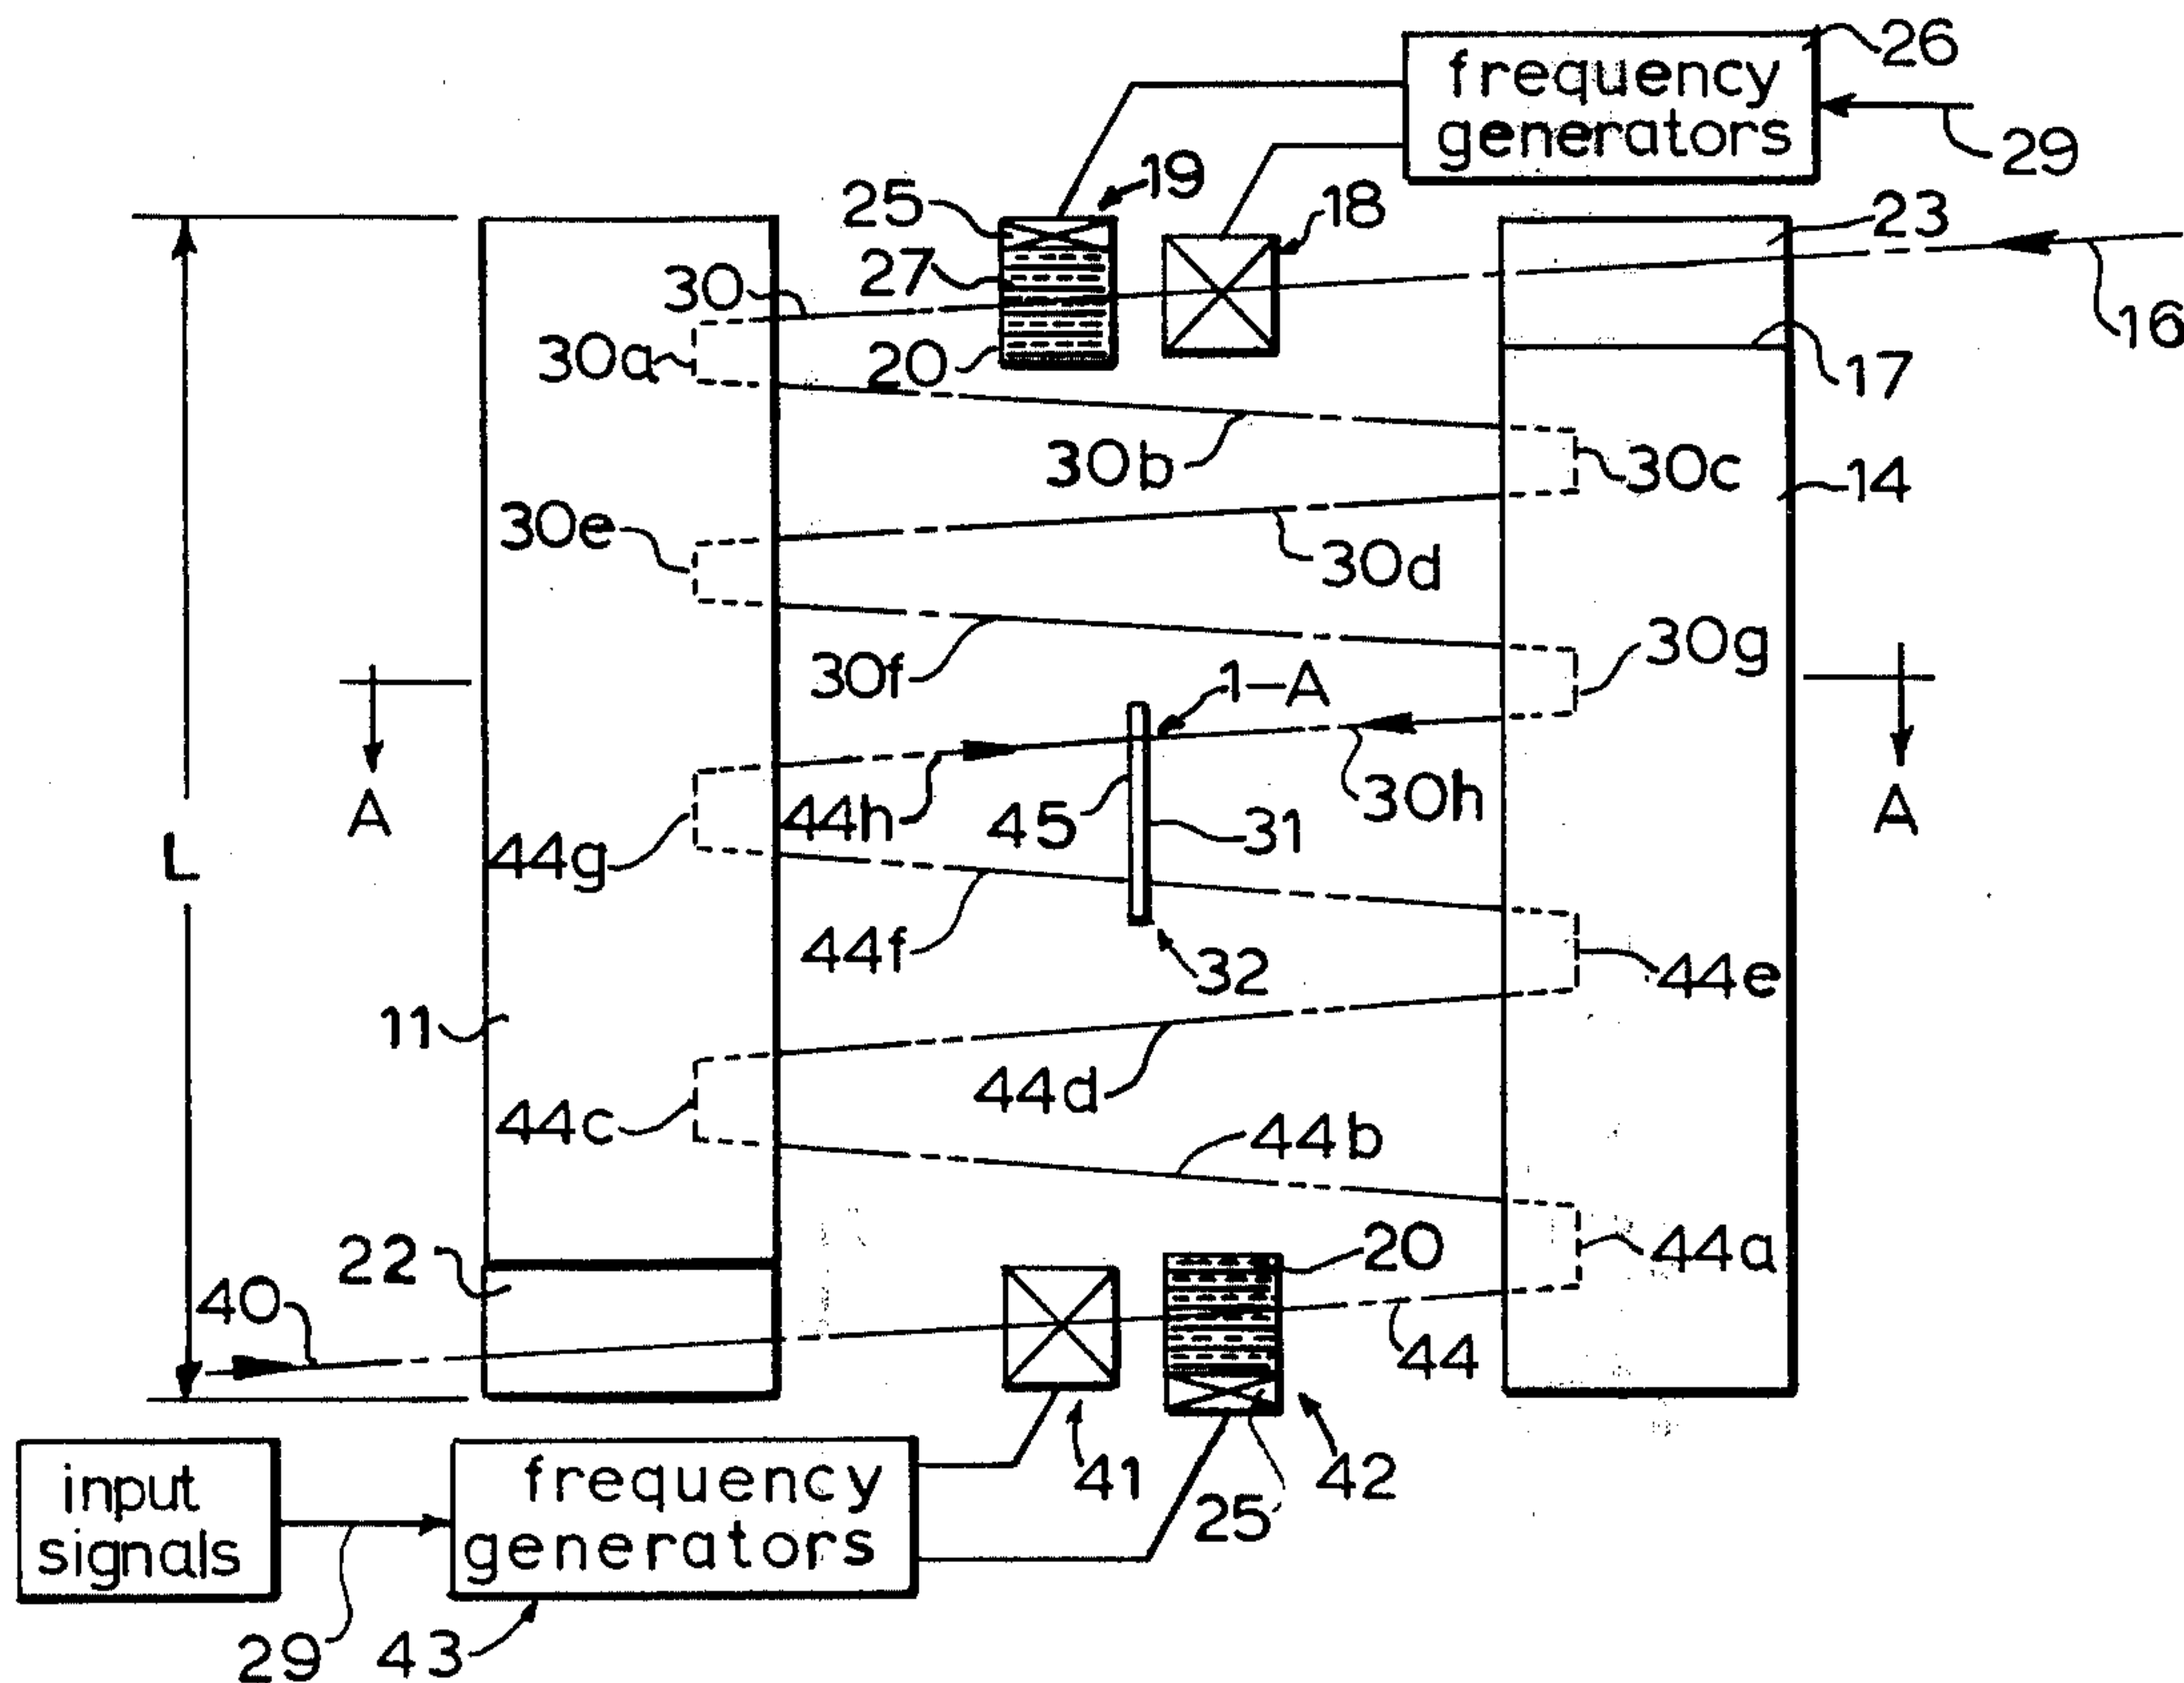 frequency
generators
26
29
19
18
25
27
20
30
30a
23
16
17
30b
30c
14
30e
30d
30f
30g
1-A
A
44h
45
31
30h
A
L
44g
44f
32
44e
11
44d
44c
44b
22
20
44a
40
44
41
42
25
input
signals
frequency
generators
29
43